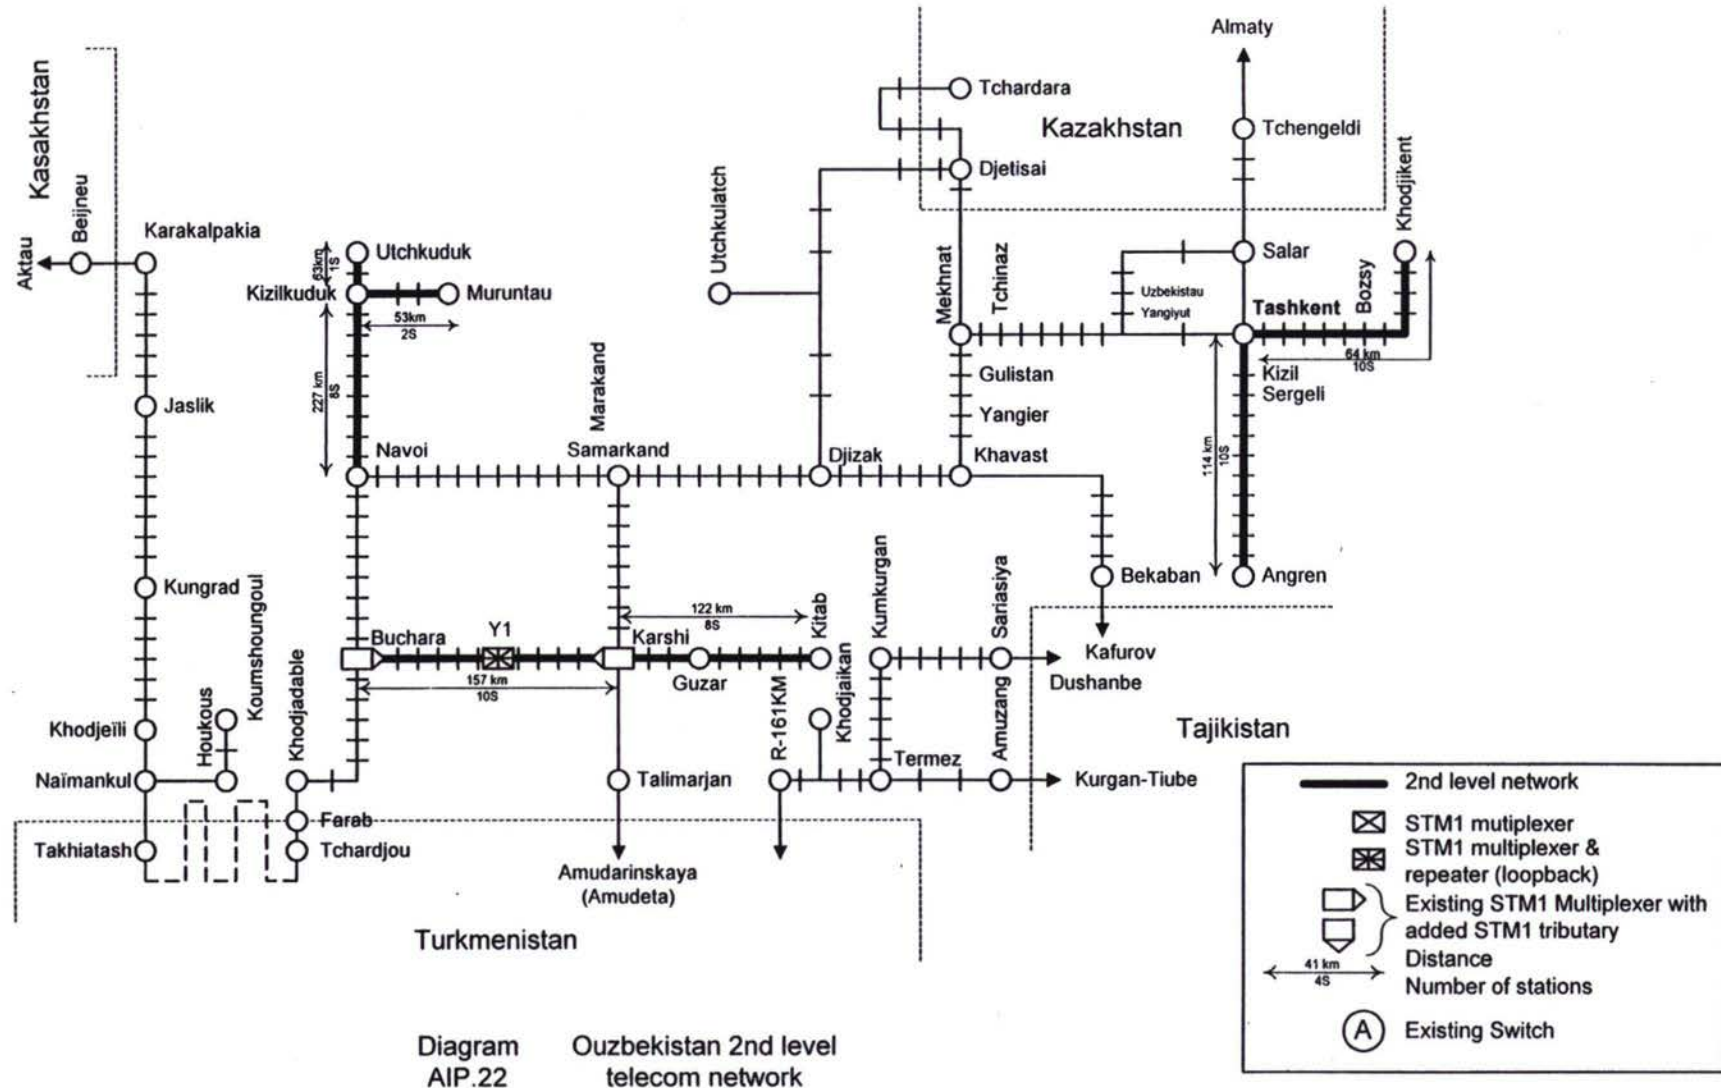 Almaty
Tchardara
Kazakhstan
Tchengeldi
Kasakhstan
Djetisai
Khodjikent
Beijneu
Karakalpakia
Aktau
Utchkuduk
63km
1S
Utchkulatch
Salar
Kizilkuduk
Muruntau
53km
2S
Mekhnat
Tchinaz
Uzbekistau
Yangiyut
Tashkent
Bozsy
64 km
10S
227 km
8S
Marakand
Gulistan
Kizil
Sergeli
Jaslik
Yangier
Navoi
Samarkand
Djizak
Khavast
114 km
10S
Kungrad
Koumshoungoul
Bekaban
Angren
122 km
8S
Kitab
Kumkurgan
Sariasiya
Buchara
Y1
Karshi
Kafurov
157 km
10S
Guzar
Dushanbe
Houkous
Khodjadable
R-161KM
Khodjaikan
Amuzang
Tajikistan
Khodjeïli
Termez
Naïmankul
Talimarjan
Kurgan-Tiube
Farab
Takhiatash
Tchardjou
Amudarinskaya
(Amudeta)
Turkmenistan
2nd level network
STM1 mutiplexer
STM1 multiplexer &
repeater (loopback)
Existing STM1 Multiplexer with
added STM1 tributary
41 km
4S
Distance
Number of stations
A
Existing Switch
Diagram
AIP.22
Ouzbekistan 2nd level
telecom network